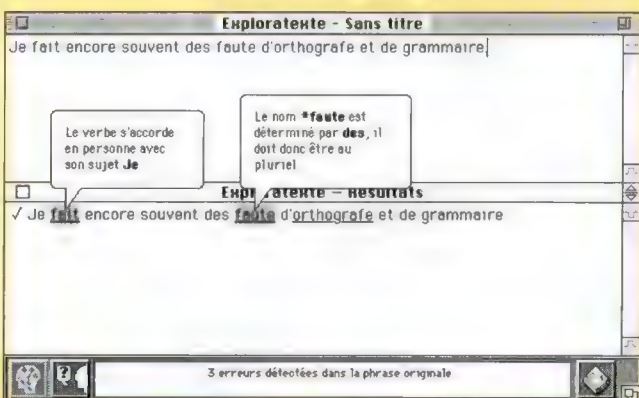 Exploratexte - Sans titre
Je fait encore souvent des faute d'orthografe et de grammaire.
Le verbe s'accorde
en personne avec
son sujet Je
Le nom *faute est
déterminé par des, il
doit donc être au
pluriel
Exploratexte – Résultats
✓ Je fait encore souvent des faute d'orthografe et de grammaire
3 erreurs détectées dans la phrase originale